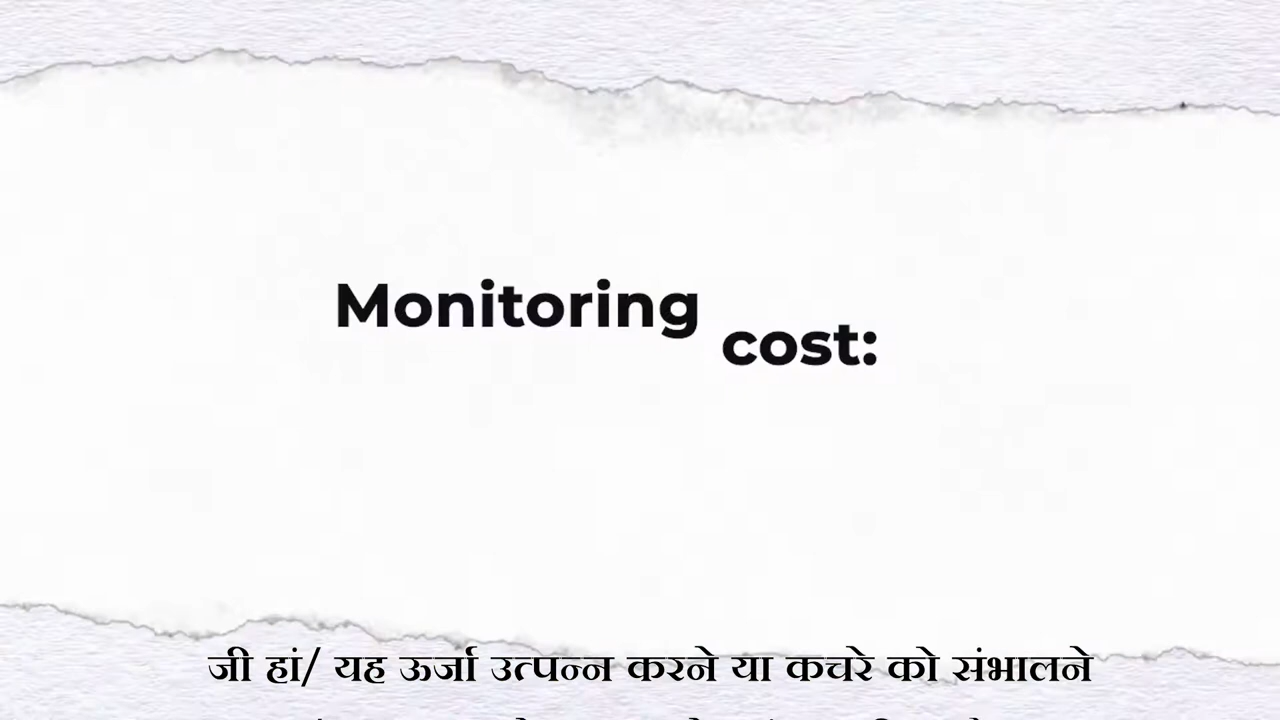 Monitoring cost:
जी हां/ यह ऊर्जा उत्पन्न करने या कचरे को संभालने